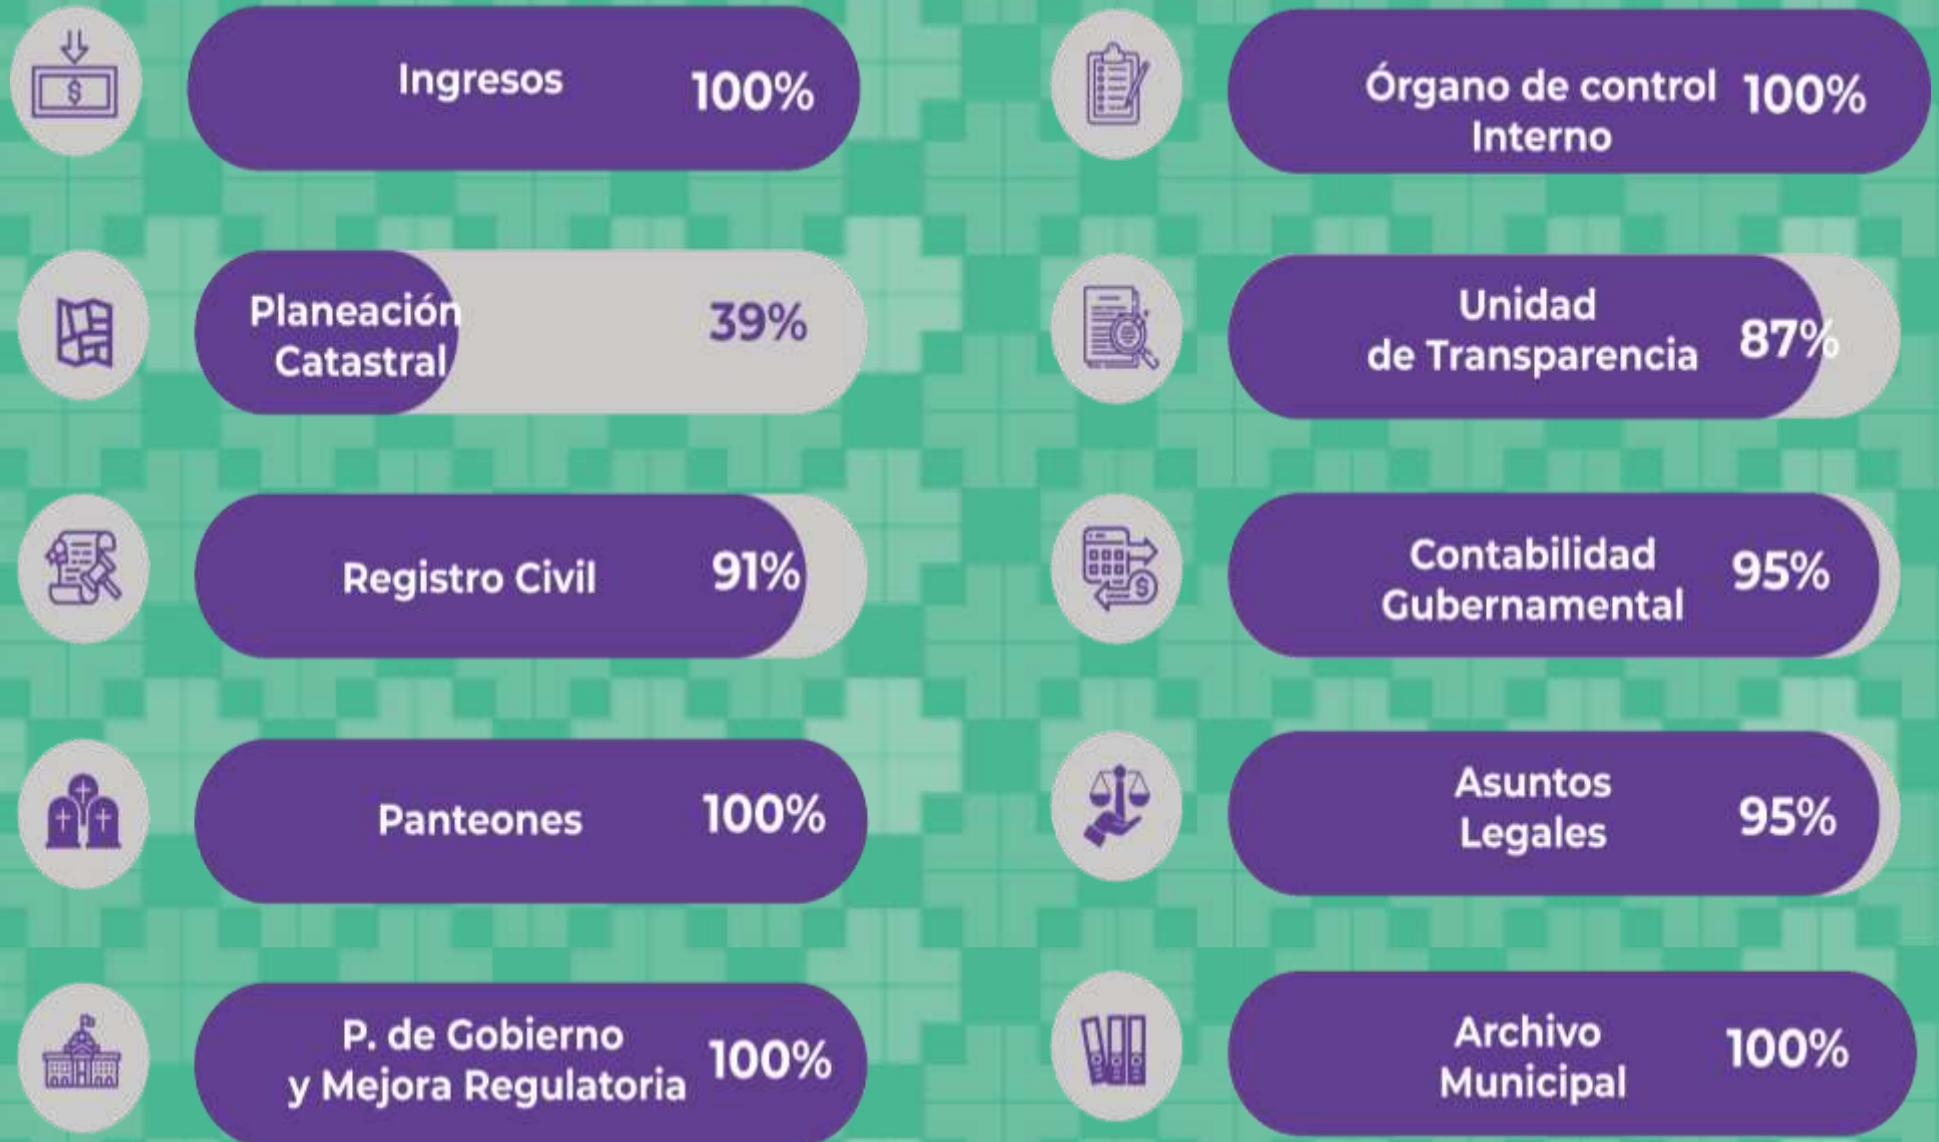 Ingresos 100%
Planeación
Catastral
39%
Registro Civil 91%
Panteones 100%
P. de Gobierno
y Mejora Regulatoria
100%
Órgano de control
Interno
100%
Unidad
de Transparencia
87%
Contabilidad
Gubernamental
95%
Asuntos
Legales
95%
Archivo
Municipal
100%